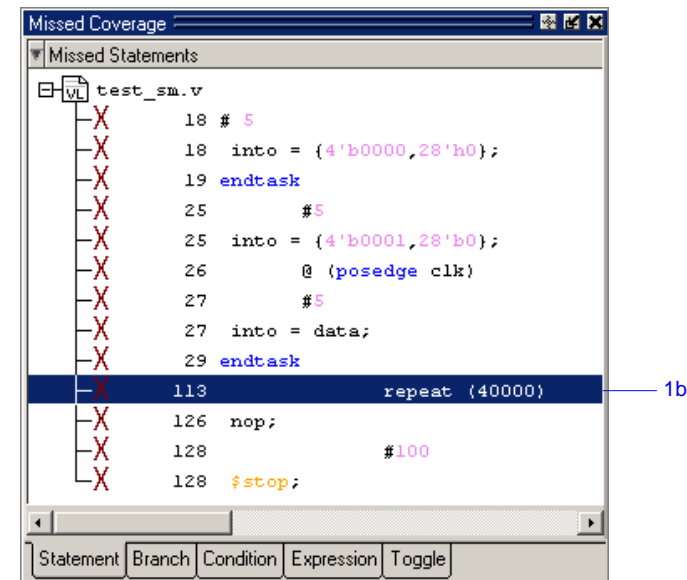 Missed Coverage
Missed Statements
VL test_sm.v
18 # 5
18 into = {4'b0000,28'h0};
19 endtask
25 #5
25 into = {4'b0001,28'b0};
26 @ (posedge clk)
27 #5
27 into = data;
29 endtask
113 repeat (40000) 1b
126 nop;
128 #100
128 $stop;
Statement Branch Condition Expression Toggle